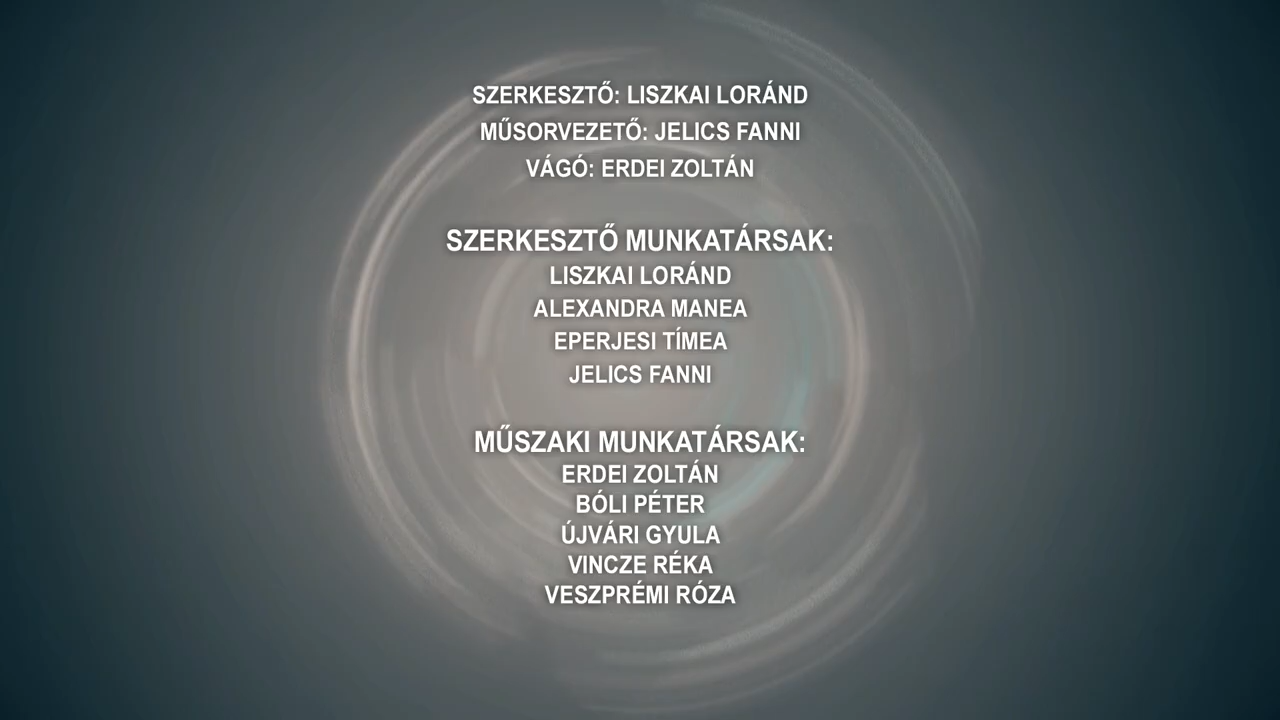 SZERKESZTŐ: LISZKAI LORÁND
MŰSORVEZETŐ: JELICS FANNI
VÁGÓ: ERDEI ZOLTÁN
SZERKESZTŐ MUNKATÁRSAK:
LISZKAI LORÁND
ALEXANDRA MANEA
EPERJESI TÍMEA
JELICS FANNI
MŰSZAKI MUNKATÁRSAK:
ERDEI ZOLTÁN
BÓLI PÉTER
ÚJVÁRI GYULA
VINCZE RÉKA
VESZPRÉMI RÓZA